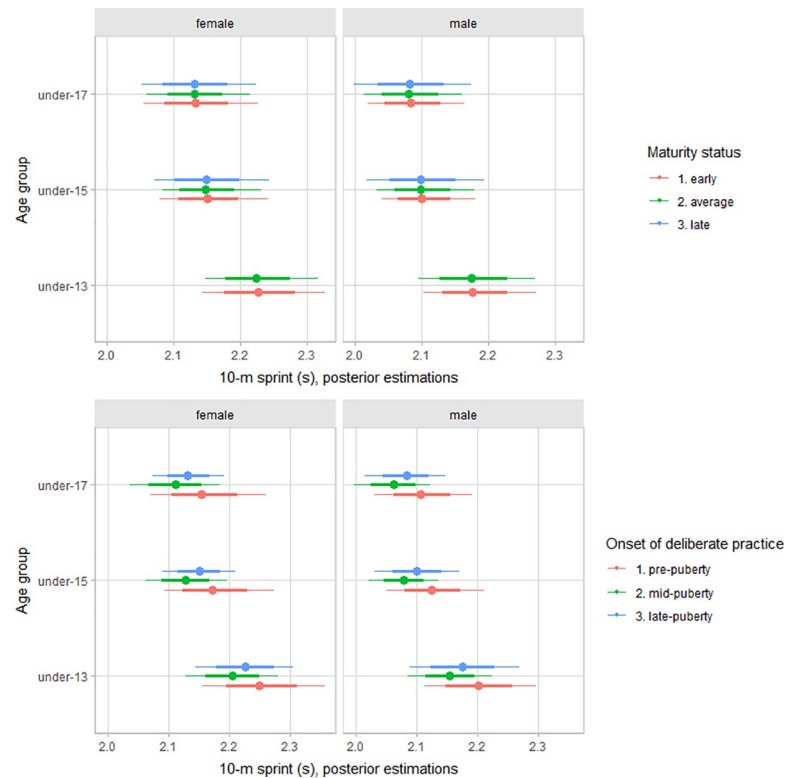 female male
under-17
under-15
under-13
Age group
2.0 2.1 2.2 2.3 2.0 2.1 2.2 2.3
10-m sprint (s), posterior estimations
Maturity status
1. early
2. average
3. late
female male
under-17
under-15
under-13
Age group
2.0 2.1 2.2 2.3 2.0 2.1 2.2 2.3
10-m sprint (s), posterior estimations
Onset of deliberate practice
1. pre-puberty
2. mid-puberty
3. late-puberty